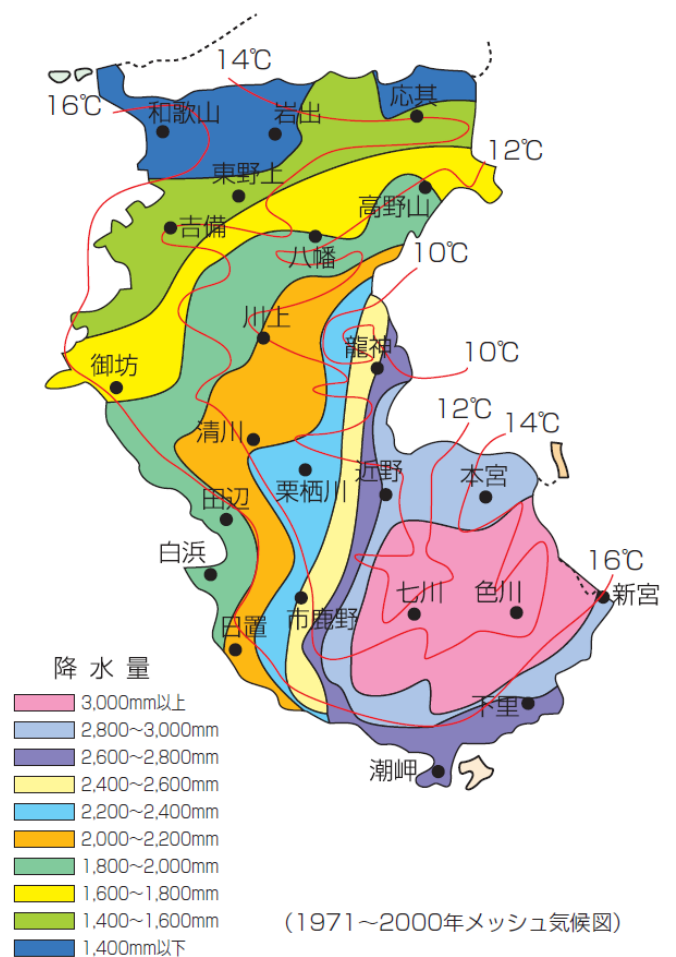 14℃
16℃
和歌山
岩出
応其
12℃
東野上
高野山
吉備
八幡
10℃
川上
龍神
10℃
御坊
12℃
14℃
清川
栗栖川
近野
本宮
田辺
白浜
16℃
七川
色川
新宮
市鹿野
日置
下里
潮岬
降水量
3,000mm以上
2,800～3,000mm
2,600～2,800mm
2,400～2,600mm
2,200～2,400mm
2,000～2,200mm
1,800～2,000mm
1,600～1,800mm
1,400～1,600mm
1,400mm以下
（1971～2000年メッシュ気候図）